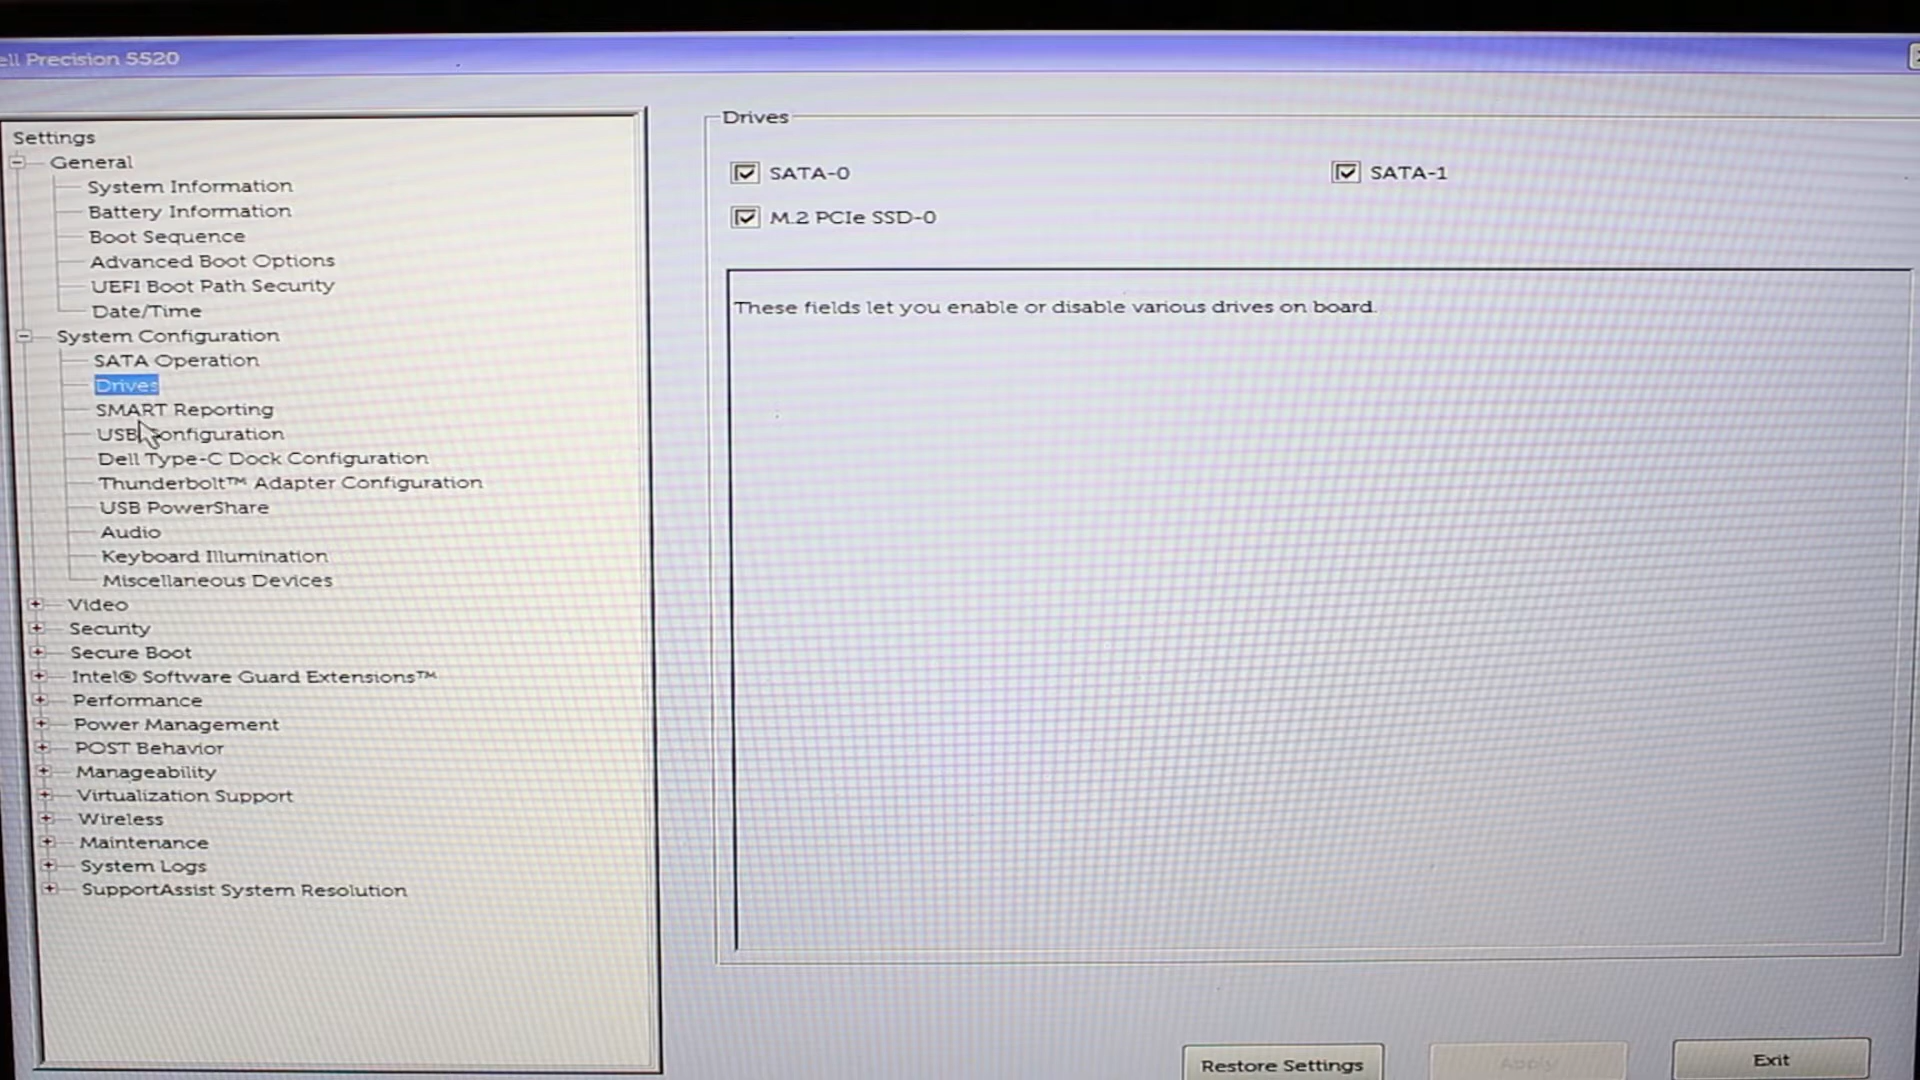 Precision 5520
Settings
General
System Information
Battery Information
Boot Sequence
Advanced Boot Options
UEFI Boot Path Security
Date/Time
System Configuration
SATA Operation
Drives
SMART Reporting
USB Configuration
Dell Type-C Dock Configuration
Thunderbolt™ Adapter Configuration
USB PowerShare
Audio
Keyboard Illumination
Miscellaneous Devices
Video
Security
Secure Boot
Intel® Software Guard Extensions™
Performance
Power Management
POST Behavior
Manageability
Virtualization Support
Wireless
Maintenance
System Logs
SupportAssist System Resolution
Drives
SATA-0 SATA-1
M.2 PCIe SSD-0
These fields let you enable or disable various drives on board.
Restore Settings Apply Exit